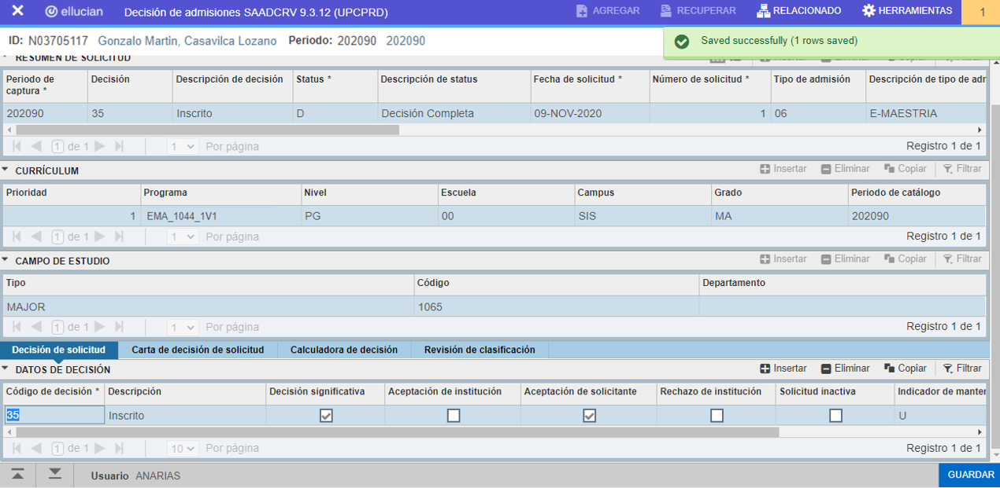 ellucian Decisión de admisiones SAADCRV 9.3.12 (UPCPRD) AGREGAR RECUPERAR RELACIONADO HERRAMIENTAS 1
ID: N03705117 Gonzalo Martin, Casavilca Lozano Periodo: 202090 202090
Saved successfully (1 rows saved)
RESUMEN DE SOLICITUD
Periodo de captura * Decisión Descripción de decisión Status * Descripción de status Fecha de solicitud * Número de solicitud * Tipo de admisión Descripción de tipo de adr
202090 35 Inscrito D Decisión Completa 09-NOV-2020 1 06 E-MAESTRIA
1 de 1 1 Por página Registro 1 de 1
CURRÍCULUM Insertar Eliminar Copiar Filtrar
Prioridad Programa Nivel Escuela Campus Grado Periodo de catálogo
1 EMA_1044_1V1 PG 00 SIS MA 202090
1 de 1 1 Por página Registro 1 de 1
CAMPO DE ESTUDIO Insertar Eliminar Copiar Filtrar
Tipo Código Departamento
MAJOR 1065
1 de 1 1 Por página Registro 1 de 1
Decisión de solicitud Carta de decisión de solicitud Calculadora de decisión Revisión de clasificación
DATOS DE DECISIÓN Insertar Eliminar Copiar Filtrar
Código de decisión * Descripción Decisión significativa Aceptación de institución Aceptación de solicitante Rechazo de institución Solicitud inactiva Indicador de manter
35 Inscrito U
1 de 1 10 Por página Registro 1 de 1
Usuario ANARIAS GUARDAR